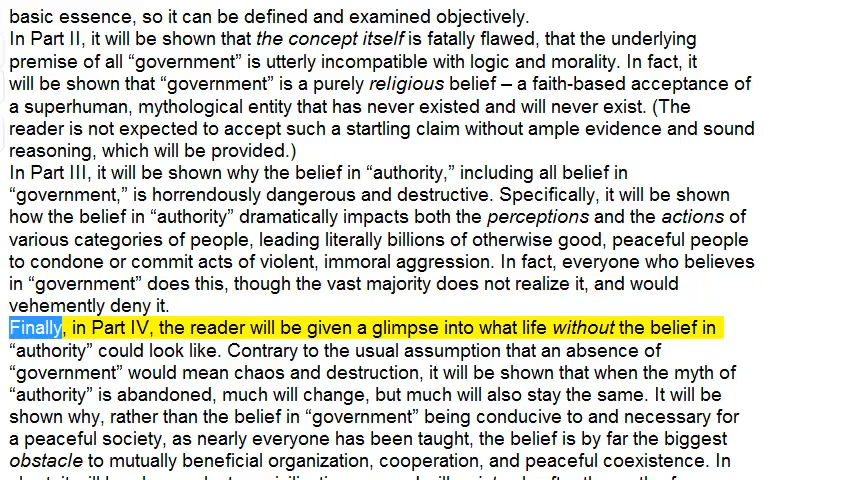 basic essence, so it can be defined and examined objectively.
In Part II, it will be shown that the concept itself is fatally flawed, that the underlying
premise of all “government” is utterly incompatible with logic and morality. In fact, it
will be shown that “government” is a purely religious belief – a faith-based acceptance of
a superhuman, mythological entity that has never existed and will never exist. (The
reader is not expected to accept such a startling claim without ample evidence and sound
reasoning, which will be provided.)
In Part III, it will be shown why the belief in “authority,” including all belief in
“government,” is horrendously dangerous and destructive. Specifically, it will be shown
how the belief in “authority” dramatically impacts both the perceptions and the actions of
various categories of people, leading literally billions of otherwise good, peaceful people
to condone or commit acts of violent, immoral aggression. In fact, everyone who believes
in “government” does this, though the vast majority does not realize it, and would
vehemently deny it.
Finally, in Part IV, the reader will be given a glimpse into what life without the belief in
“authority” could look like. Contrary to the usual assumption that an absence of
“government” would mean chaos and destruction, it will be shown that when the myth of
“authority” is abandoned, much will change, but much will also stay the same. It will be
shown why, rather than the belief in “government” being conducive to and necessary for
a peaceful society, as nearly everyone has been taught, the belief is by far the biggest
obstacle to mutually beneficial organization, cooperation, and peaceful coexistence. In